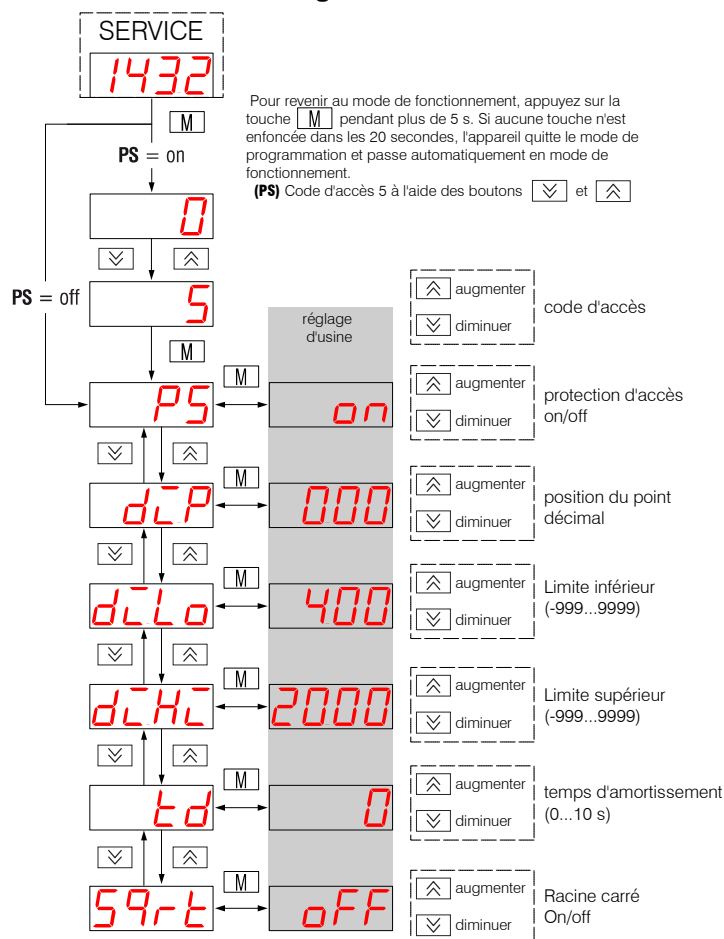 SERVICE
1432
M
Pour revenir au mode de fonctionnement, appuyez sur la
touche M pendant plus de 5 s. Si aucune touche n'est
enfoncée dans les 20 secondes, l'appareil quitte le mode de
programmation et passe automatiquement en mode de
fonctionnement.
(PS) Code d'accès 5 à l'aide des boutons et
PS = on
0
PS = off
5
M
réglage
d'usine
augmenter
diminuer
code d'accès
PS
M
on
augmenter
diminuer
protection d'accès
on/off
diP
M
000
augmenter
diminuer
position du point
décimal
diLo
M
400
augmenter
diminuer
Limite inférieur
(-999...9999)
diHi
M
2000
augmenter
diminuer
Limite supérieur
(-999...9999)
td
M
0
augmenter
diminuer
temps d'amortissement
(0...10 s)
Sqrt
M
oFF
augmenter
diminuer
Racine carré
On/off